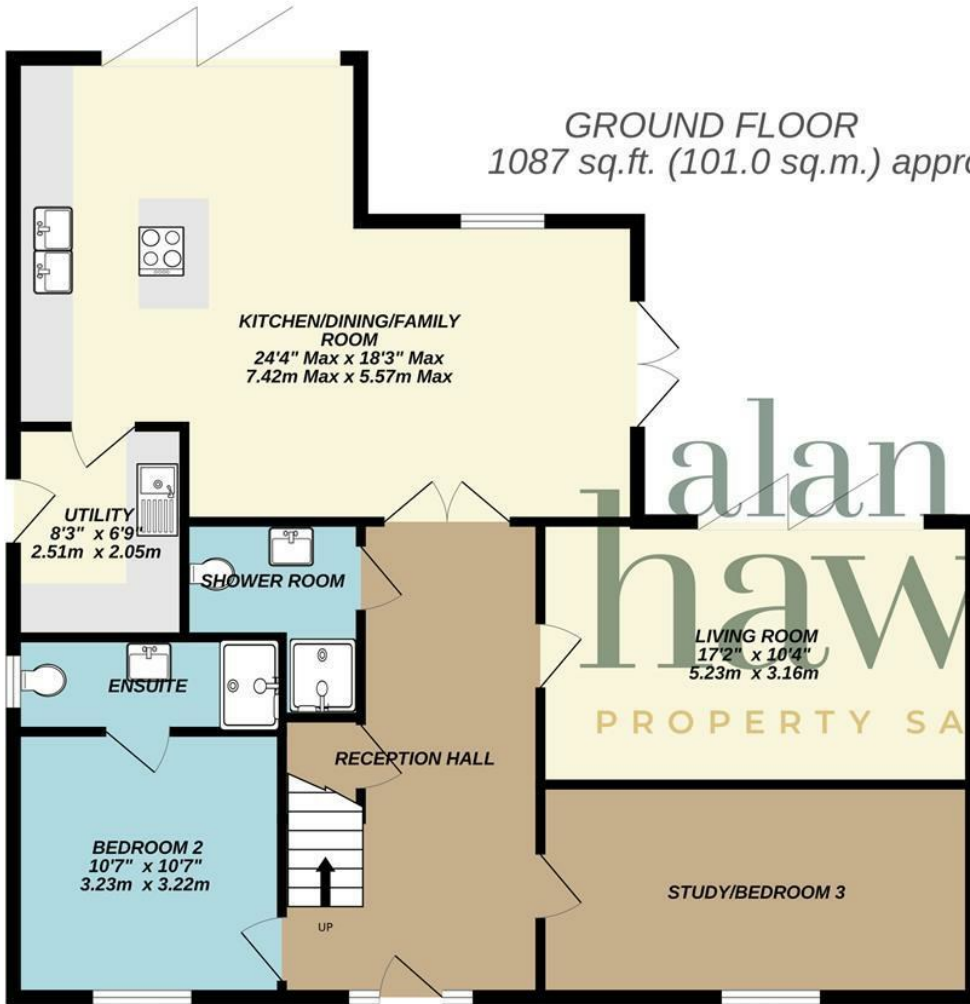 GROUND FLOOR
1087 sq.ft. (101.0 sq.m.) appro
KITCHEN/DINING/FAMILY
ROOM
24'4" Max x 18'3" Max
7.42m Max x 5.57m Max
alan
haw
PROPERTY SA
UTILITY
8'3" x 6'9"
2.51m x 2.05m
SHOWER ROOM
LIVING ROOM
17'2" x 10'4"
5.23m x 3.16m
ENSUITE
RECEPTION HALL
BEDROOM 2
10'7" x 10'7"
3.23m x 3.22m
STUDY/BEDROOM 3
UP